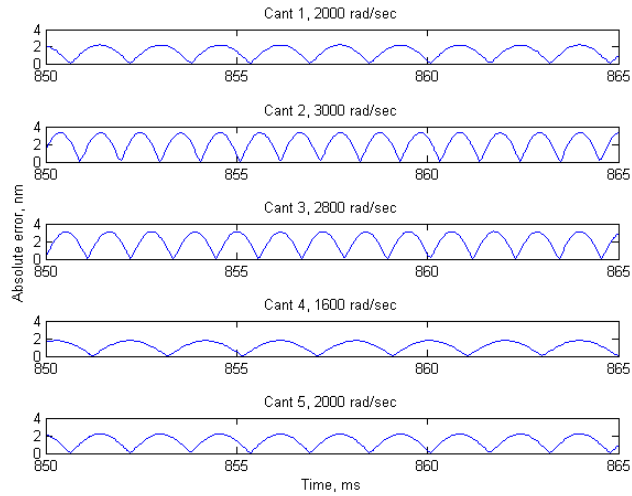 Cant 1, 2000 rad/sec
4
2
0
850 855 860 865
Cant 2, 3000 rad/sec
4
2
0
850 855 860 865
Cant 3, 2800 rad/sec
4
2
0
850 855 860 865
Absolute error, nm
Cant 4, 1600 rad/sec
4
2
0
850 855 860 865
Cant 5, 2000 rad/sec
4
2
0
850 855 860 865
Time, ms